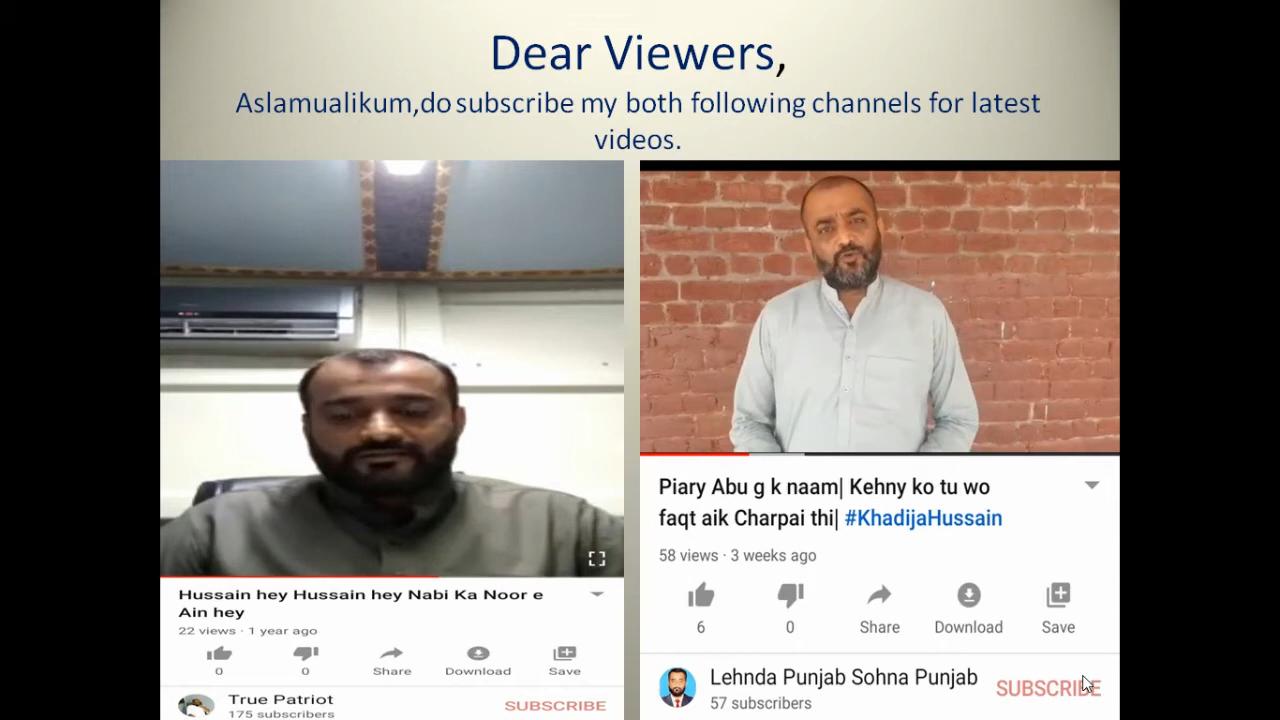 Dear Viewers,
Aslamualikum,do subscribe my both following channels for latest
videos.
Hussain hey Hussain hey Nabi Ka Noor e
Ain hey
22 views · 1 year ago
0
0
Share
Download
Save
True Patriot
175 subscribers
SUBSCRIBE
Piary Abu g k naam| Kehny ko tu wo
faqt aik Charpai thi| #KhadijaHussain
58 views · 3 weeks ago
6
0
Share
Download
Save
Lehnda Punjab Sohna Punjab
57 subscribers
SUBSCRIBE